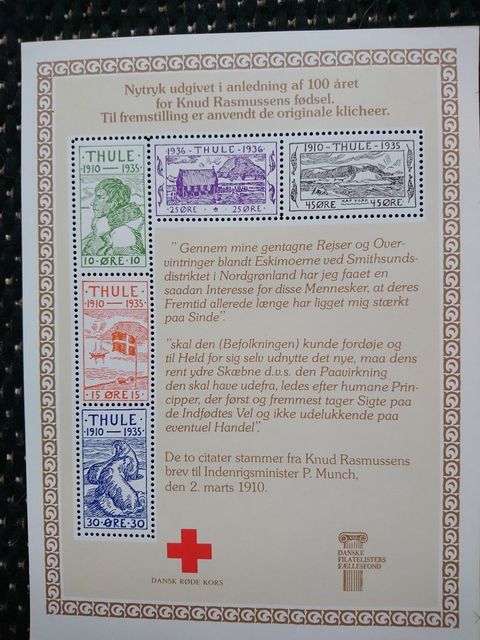 Nytryk udgivet i anledning af 100 året
for Knud Rasmussens fødsel.
Til fremstilling er anvendt de originale klicheer.
THULE
1910 — 1935
10 ØRE 10
1936 - THULE - 1936
25 ØRE 25 ØRE
1910 - THULE - 1935
45 ØRE 45 ØRE
KAP YORK
THULE
1910 — 1935
15 ØRE 15
THULE
1910 — 1935
30 · ØRE · 30
" Gennem mine gentagne Rejser og Over-
vintringer blandt Eskimoerne ved Smithsunds-
distriktet i Nordgrønland har jeg faaet en
saadan Interesse for disse Mennesker, at deres
Fremtid allerede længe har ligget mig stærkt
paa Sinde".
"skal den (Befolkningen) kunde fordøje og
til Held for sig selv udnytte det nye, maa dens
rent ydre Skæbne d.v.s. den Paavirkning
den skal have udefra, ledes efter humane Prin-
cipper, der først og fremmest tager Sigte paa
de Indfødtes Vel og ikke udelukkende paa
eventuel Handel".
De to citater stammer fra Knud Rasmussens
brev til Indenrigsminister P. Munch,
den 2. marts 1910.
DANSK RØDE KORS
DANSKE
FILATELISTERS
FÆLLESFOND